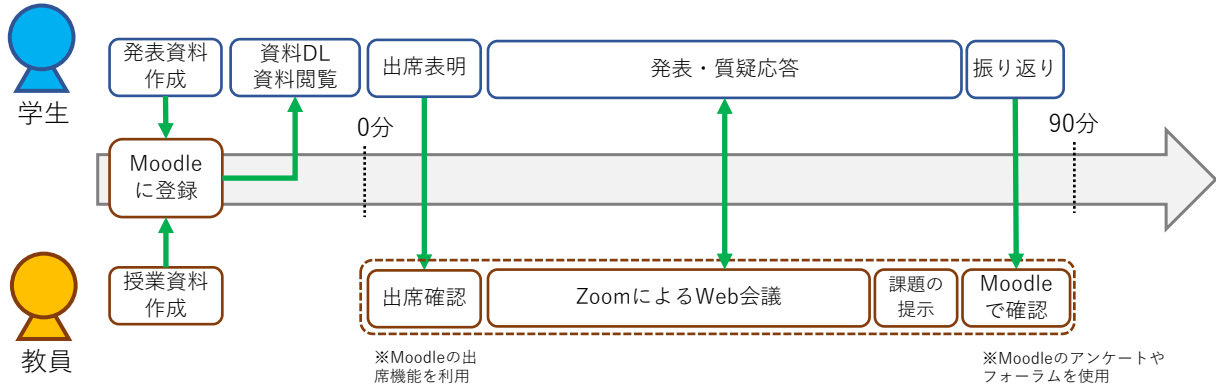 学生
発表資料
作成
資料DL
資料閲覧
出席表明
発表・質疑応答
振り返り
0分
90分
Moodle
に登録
教員
授業資料
作成
出席確認
ZoomによるWeb会議
課題の
提示
Moodle
で確認
※Moodleの出
席機能を利用
※Moodleのアンケートや
フォーラムを使用